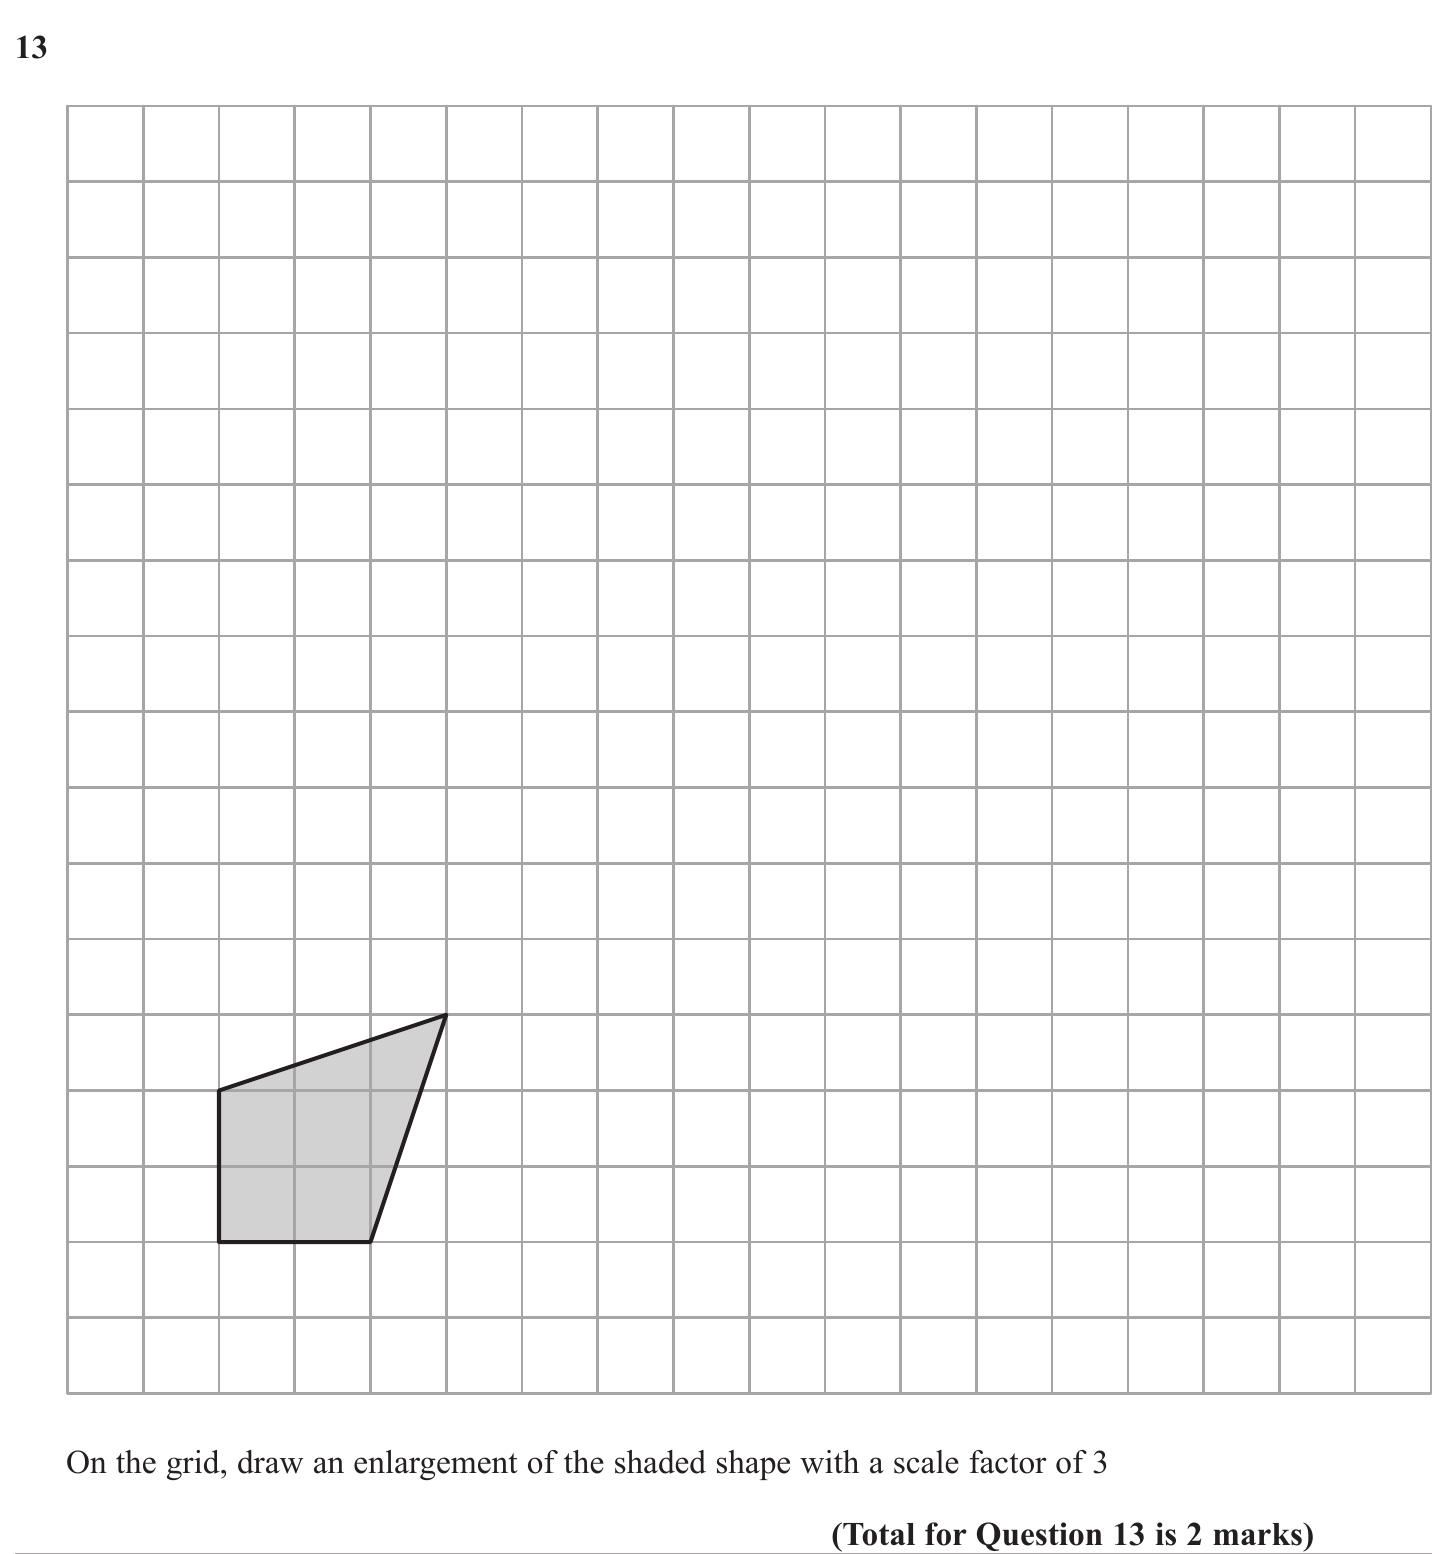 13
On the grid, draw an enlargement of the shaded shape with a scale factor of 3
(Total for Question 13 is 2 marks)